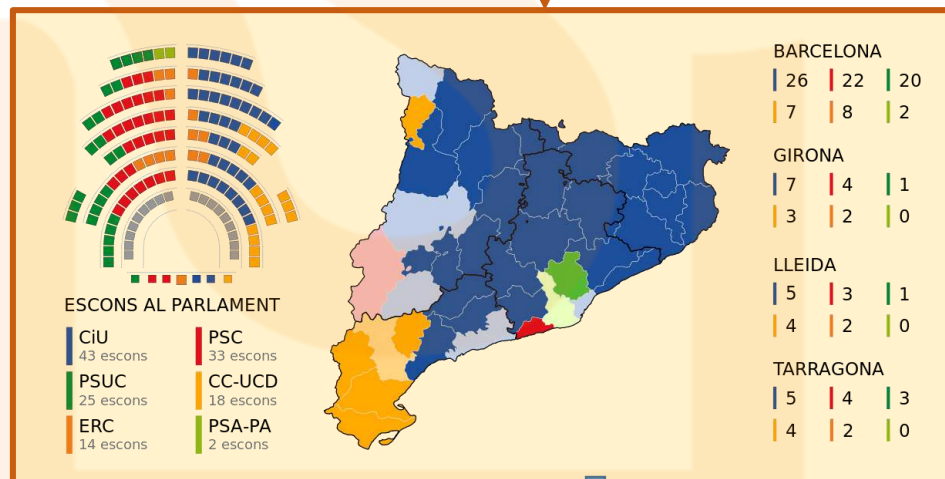 ESCONS AL PARLAMENT
CiU
43 escons
PSC
33 escons
PSUC
25 escons
CC-UCD
18 escons
ERC
14 escons
PSA-PA
2 escons
BARCELONA
26 22 20
7 8 2
GIRONA
7 4 1
3 2 0
LLEIDA
5 3 1
4 2 0
TARRAGONA
5 4 3
4 2 0